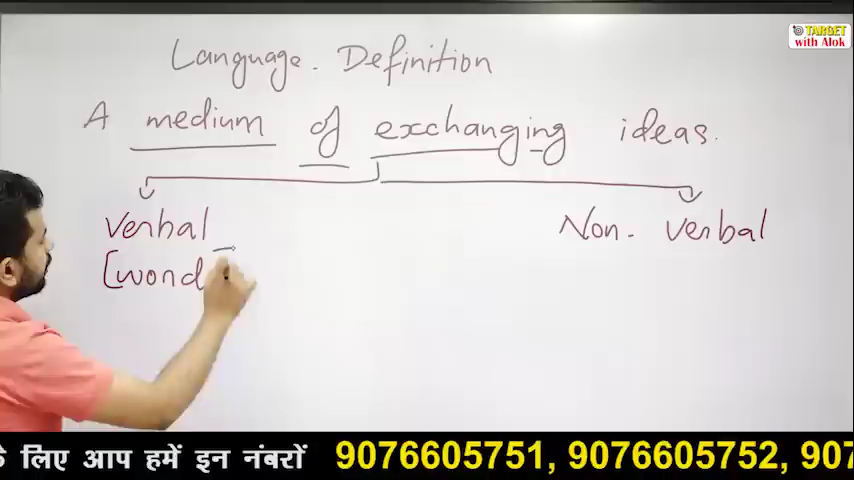 TARGET
with Alok
Language. Definition
A medium of exchanging ideas.
Verbal Non- verbal
[word
के लिए आप हमें इन नंबरों 9076605751, 9076605752, 907